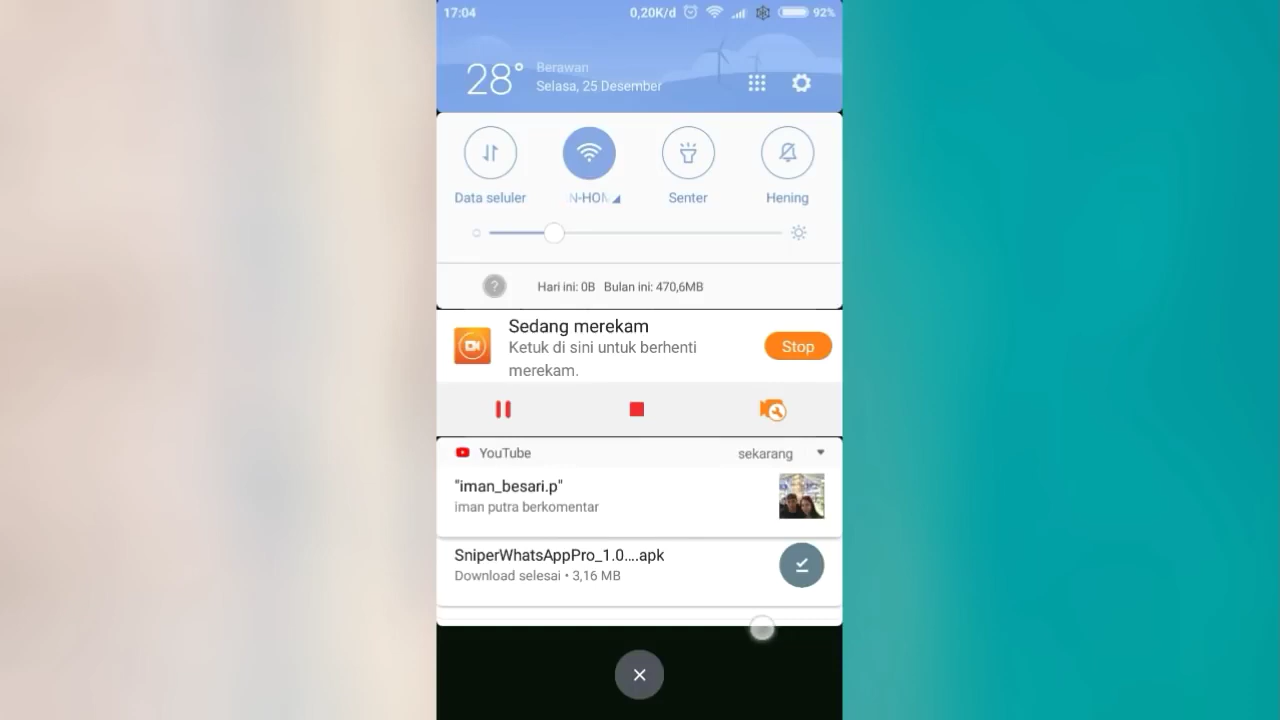 17:04
0,20K/d
92%
28°
Berawan
Selasa, 25 Desember
Data seluler
N-HOM
Senter
Hening
?
Hari ini: 0B Bulan ini: 470,6MB
Sedang merekam
Ketuk di sini untuk berhenti
merekam.
Stop
YouTube
sekarang
"iman_besari.p"
iman putra berkomentar
SniperWhatsAppPro_1.0....apk
Download selesai • 3,16 MB